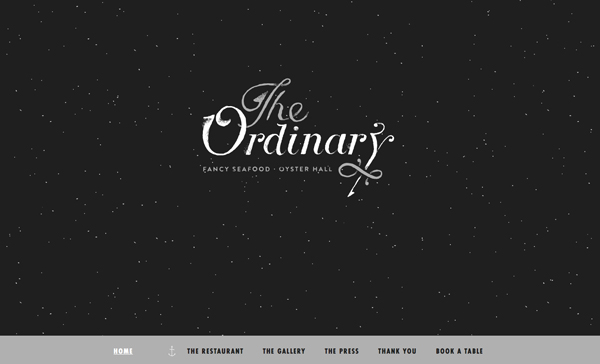 The
Ordinary
FANCY SEAFOOD · OYSTER HALL
HOME THE RESTAURANT THE GALLERY THE PRESS THANK YOU BOOK A TABLE